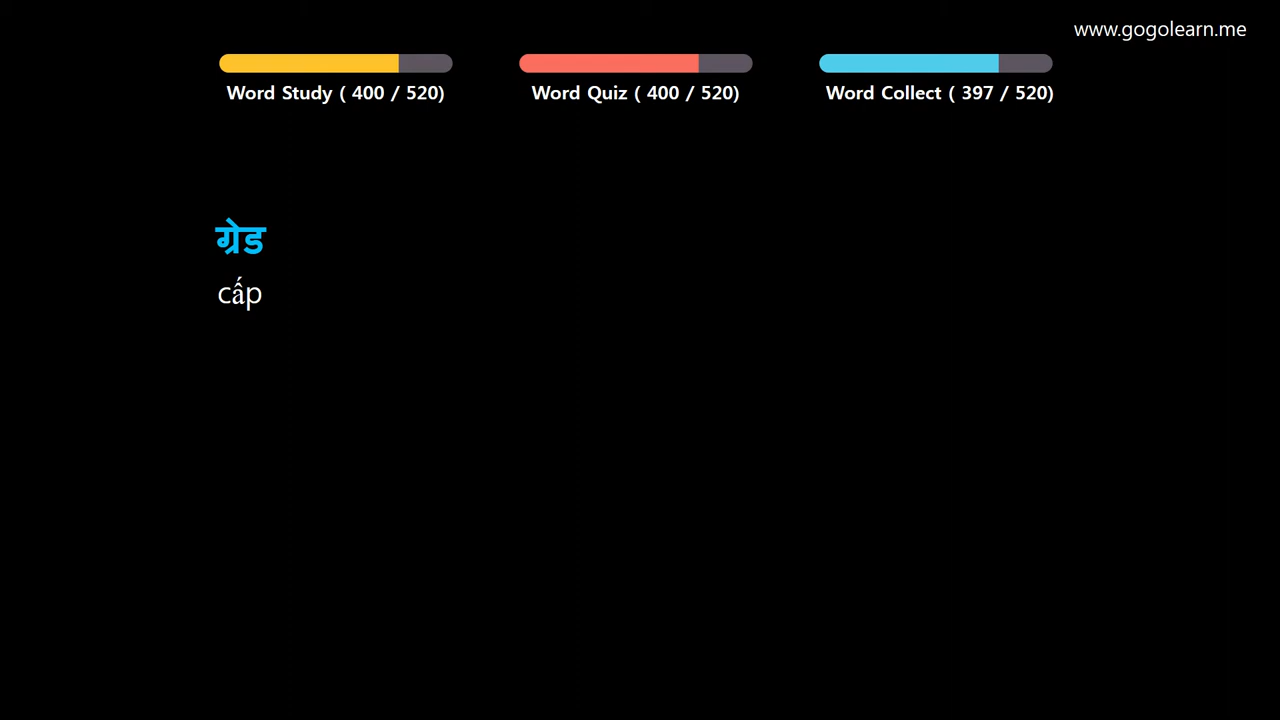 www.gogolearn.me
Word Study ( 400 / 520)
Word Quiz ( 400 / 520)
Word Collect ( 397 / 520)
ग्रेड
cấp